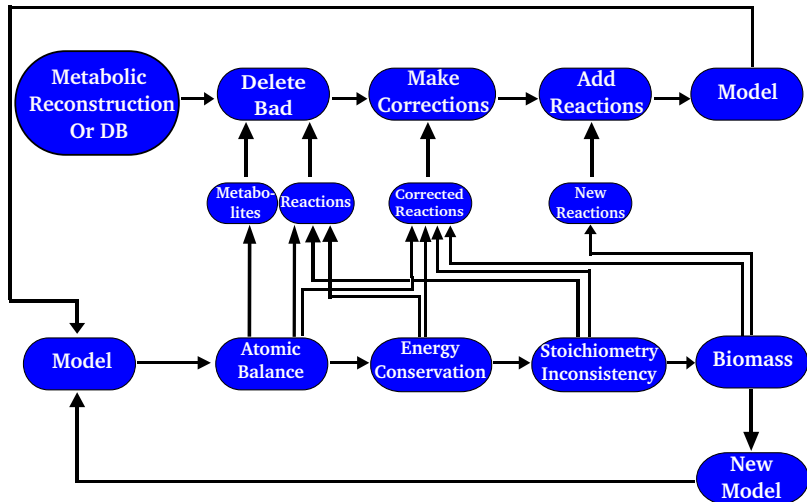 Metabolic
Reconstruction
Or DB
Delete
Bad
Make
Corrections
Add
Reactions
Model
Metabo-
lites
Reactions
Corrected
Reactions
New
Reactions
Model
Atomic
Balance
Energy
Conservation
Stoichiometry
Inconsistency
Biomass
New
Model